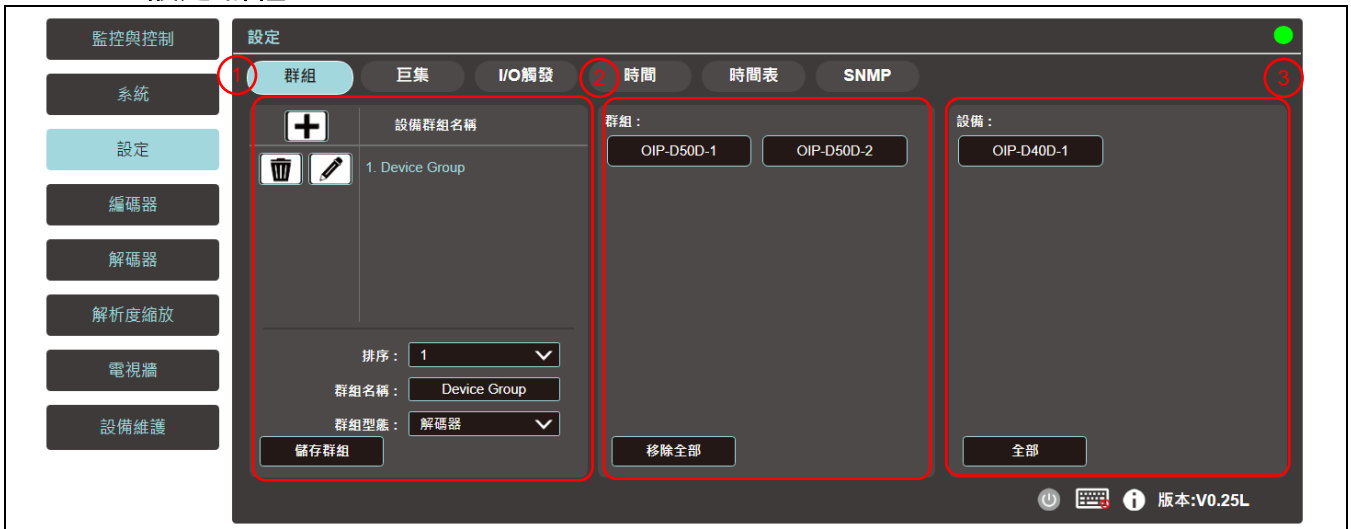 監控與控制
系統
設定
編碼器
解碼器
解析度縮放
電視牆
設備維護
設定
群組 巨集 I/O觸發 時間 時間表 SNMP
1 2 3
設備群組名稱
1. Device Group
排序： 1
群組名稱： Device Group
群組型態： 解碼器
儲存群組
群組：
OIP-D50D-1 OIP-D50D-2
移除全部
設備：
OIP-D40D-1
全部
版本:V0.25L